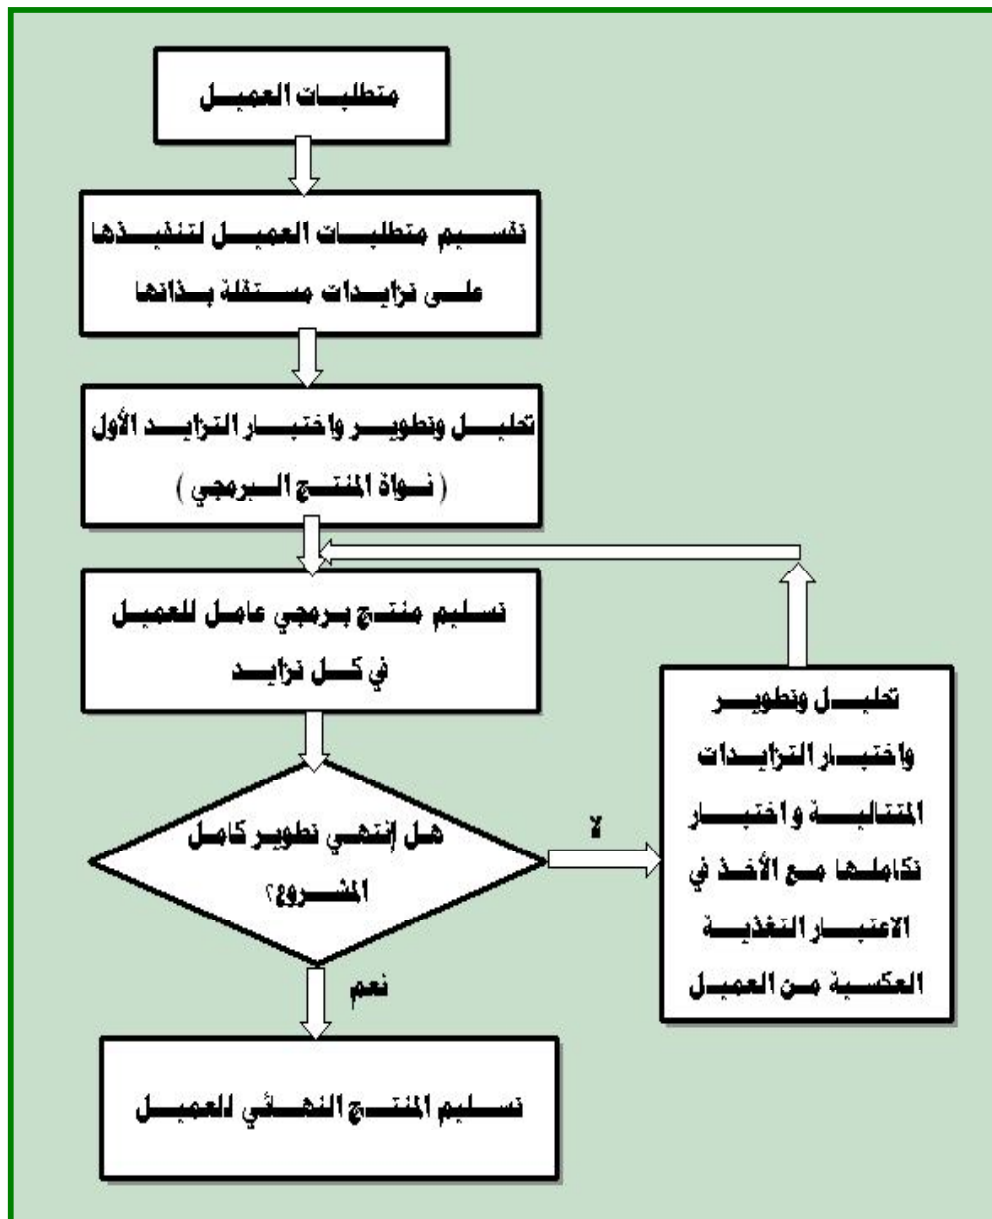 متطلبات العميل
تقسيم متطلبات العميل لتنفيذها
على تزايدات مستقلة بذاتها
تحليل وتطوير واختبار التزايد الأول
( نواة المنتج البرمجي )
تسليم منتج برمجي عامل للعميل
في كل تزايد
هل إنتهي تطوير كامل
المشروع؟
لا
تحليل وتطوير
واختبار التزايدات
المتتالية واختبار
تكاملها مع الأخذ في
الاعتبار التغذية
العكسية من العميل
نعم
تسليم المنتج النهائي للعميل